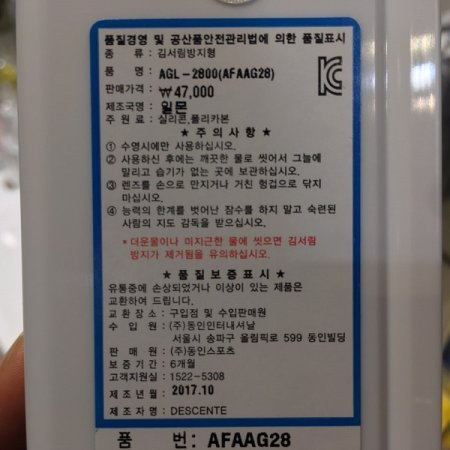 품질경영 및 공산품안전관리법에 의한 품질표시
종 류 : 김서림방지형
품 명 : AGL-2800(AFAAG28)
판매가격 : ₩47,000
제조국명 : 일본
주 원 료 : 실리콘,폴리카본
★ 주 의 사 항 ★
① 수영시에만 사용하십시오.
② 사용하신 후에는 깨끗한 물로 씻어서 그늘에
말리고 습기가 없는 곳에 보관하십시오.
③ 렌즈를 손으로 만지거나 거친 헝겁으로 닦지
마십시오.
④ 능력의 한계를 벗어난 잠수를 하지 말고 숙련된
사람의 지도 감독을 받으십시오.
*더운물이나 미지근한 물에 씻으면 김서림
방지가 제거됨을 유의하십시오.
★ 품 질 보 증 표 시 ★
유통중에 손상되었거나 이상이 있는 제품은
교환하여 드립니다.
교 환 장 소 : 구입점 및 수입판매원
수 입 원 : (주)동인인터내셔날
서울시 송파구 올림픽로 599 동인빌딩
판 매 원 : (주)동인스포츠
보 증 기 간 : 6개월
고객지원실 : 1522-5308
제 조 년 월 : 2017.10
제 조 자 명 : DESCENTE
품 번: AFAAG28